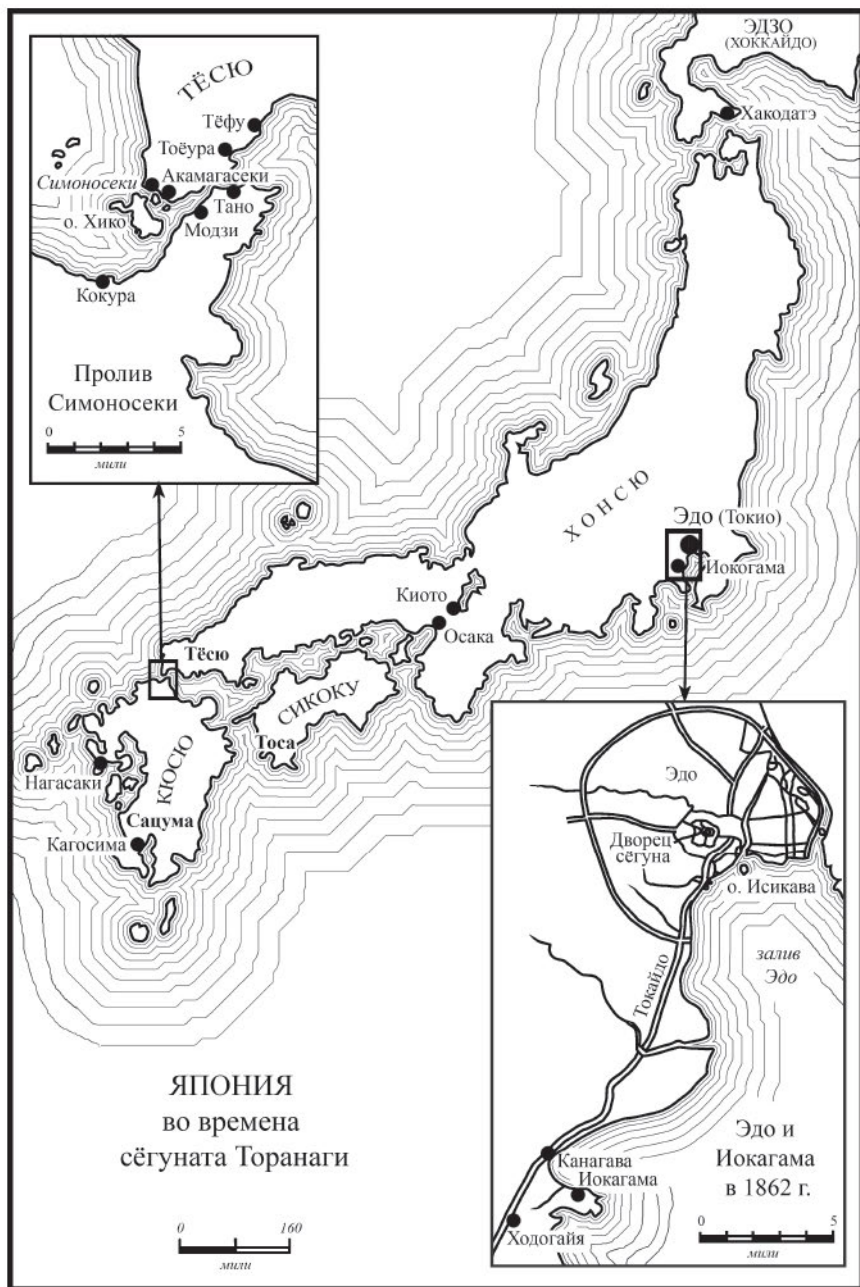 ЭДЗО
(ХОККАЙДО)
Хакодатэ
ТЁСЮ
Тёфу
Тоёура
Симоносеки
Акамагасеки
Тано
о. Хико
Модзи
Кокура
Пролив
Симоносеки
0 5
мили
ХОНСЮ
Эдо (Токио)
Иокогама
Киото
Осака
Тёсю
СИКОКУ
Тоса
КЮСЮ
Нагасаки
Сацума
Кагосима
ЯПОНИЯ
во времена
сёгуната Торанаги
0 160
мили
Эдо
Дворец
сёгуна
о. Исикава
залив
Эдо
Токайдо
Канагава
Иокагама
Ходогайя
Эдо и
Иокагама
в 1862 г.
0 5
мили